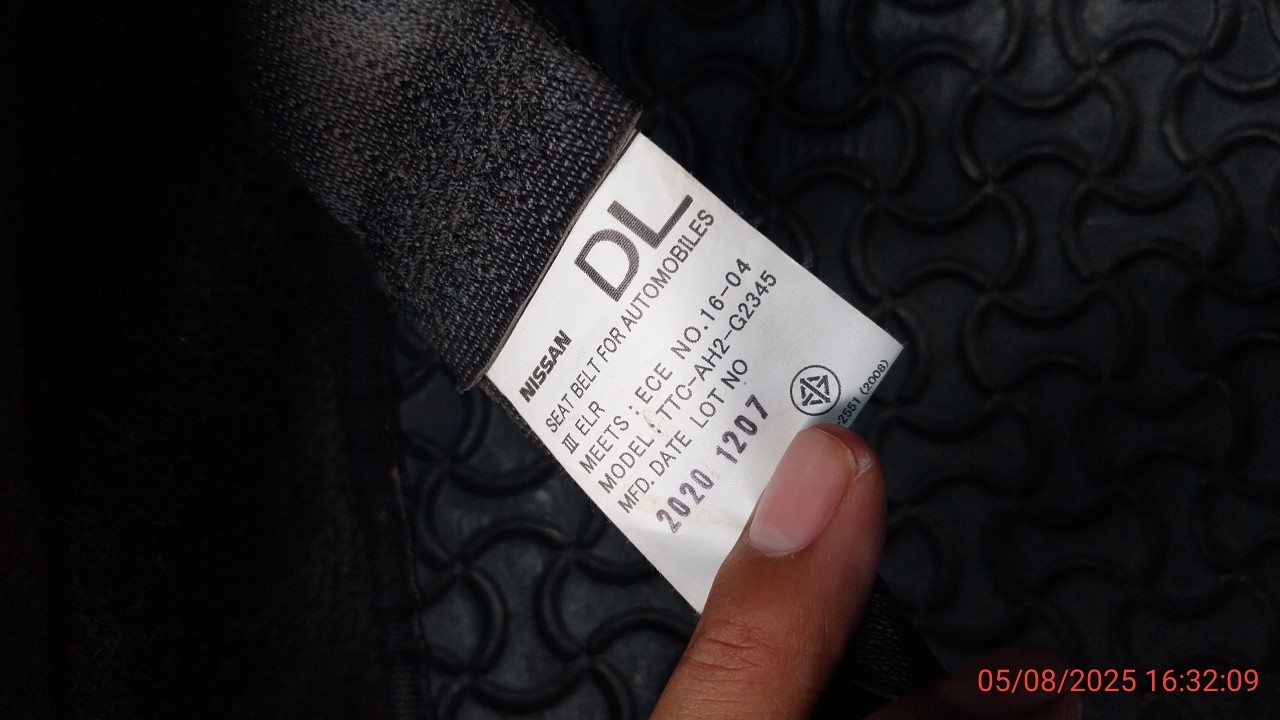 DL
NISSAN
SEAT BELT FOR AUTOMOBILES
III ELR
MEETS : ECE NO.16-04
MODEL : TTC-AH2-G2345
MFD. DATE LOT NO
2020 1207
-2551 (2008)
05/08/2025 16:32:09